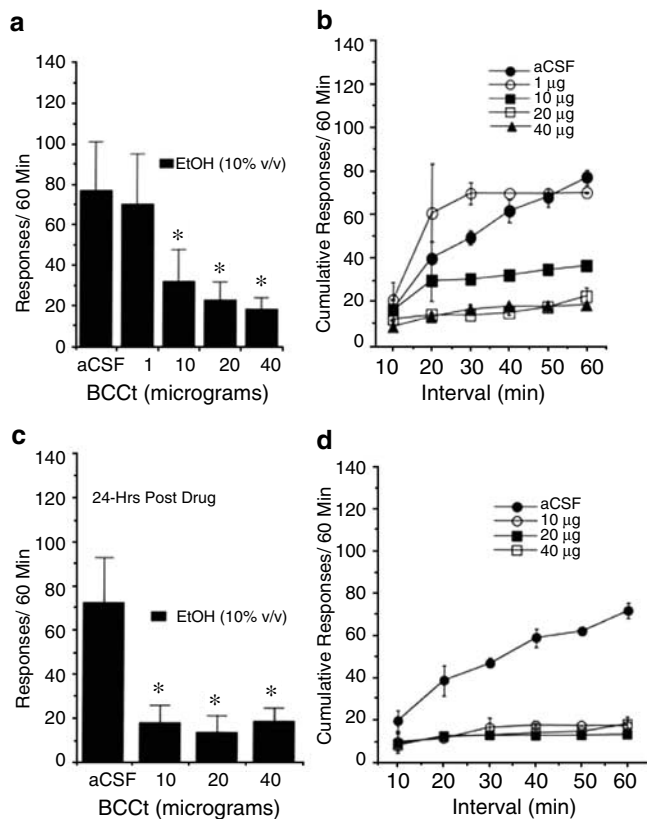 a
Responses/ 60 Min
140
120
100
80
60
40
20
0
EtOH (10% v/v)
*
*
*
aCSF 1 10 20 40
BCCt (micrograms)
b
Cumulative Responses/ 60 Min
140
120
100
80
60
40
20
0
aCSF
1 µg
10 µg
20 µg
40 µg
10 20 30 40 50 60
Interval (min)
c
Responses/ 60 Min
140
120
100
80
60
40
20
0
24-Hrs Post Drug
EtOH (10% v/v)
*
*
*
aCSF 10 20 40
BCCt (micrograms)
d
Cumulative Responses/ 60 Min
140
120
100
80
60
40
20
0
aCSF
10 µg
20 µg
40 µg
10 20 30 40 50 60
Interval (min)